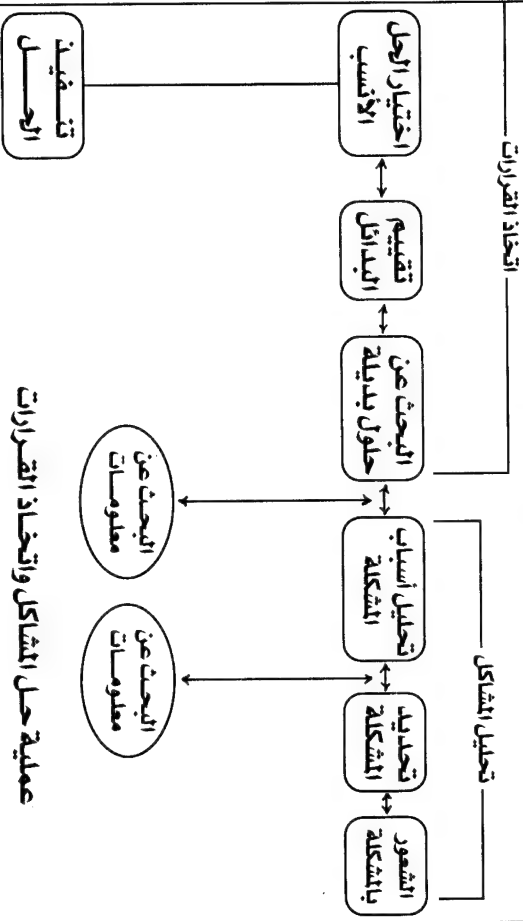 تحليل المشاكل
اتخاذ القرارات
الشعور
بالمشكلة
تحديد
المشكلة
تحليل أسباب
المشكلة
البحث عن
حلول بديلة
تقييم
البدائل
اختيار الحل
الأنسب
البحث عن
معلومات
البحث عن
معلومات
تنفيذ
الحل
عملية حل المشاكل واتخاذ القرارات